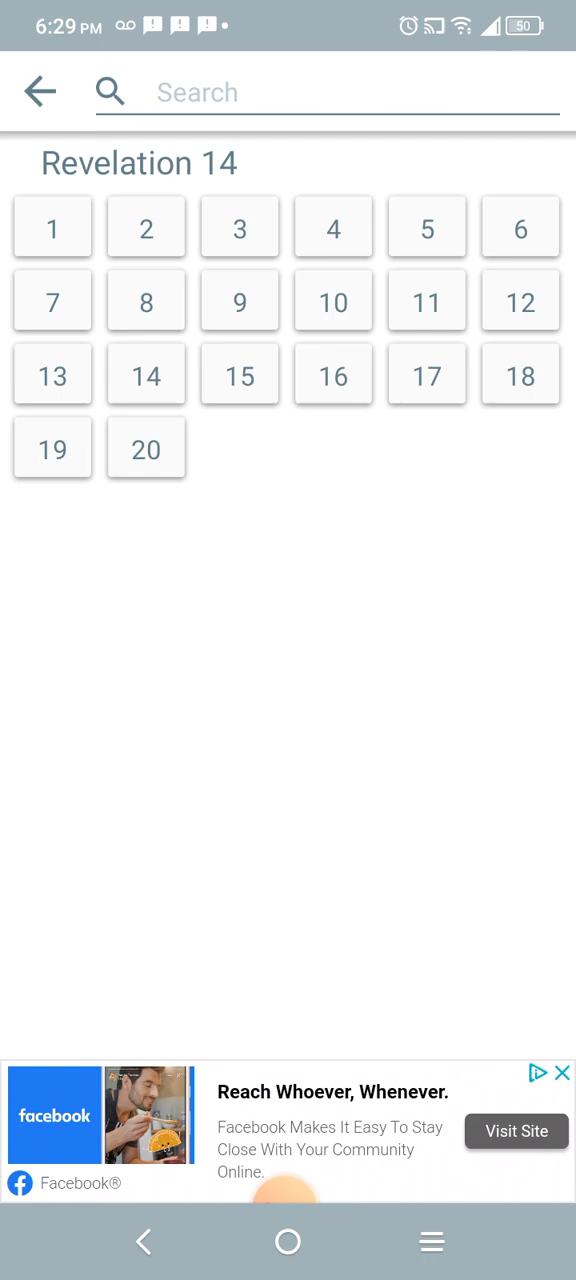 6:29 PM
50
Search
Revelation 14
1 2 3 4 5 6
7 8 9 10 11 12
13 14 15 16 17 18
19 20
facebook
Reach Whoever, Whenever.
Facebook Makes It Easy To Stay
Close With Your Community
Online.
Visit Site
Facebook®